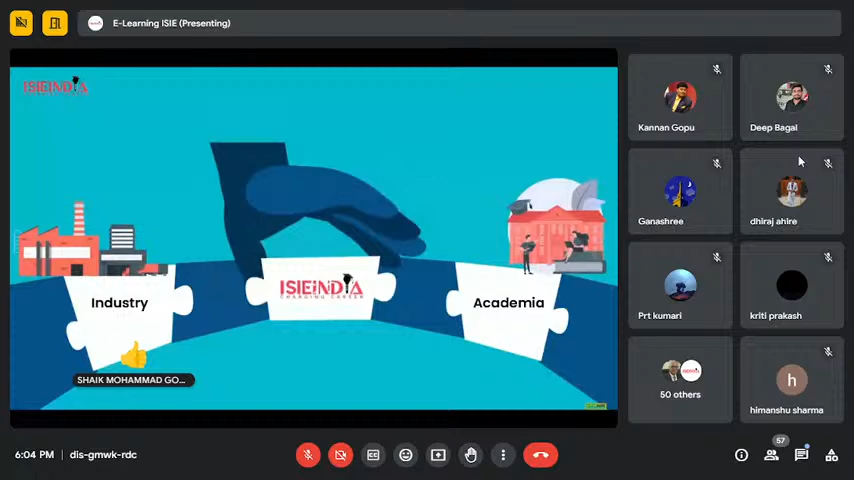 E-Learning ISIE (Presenting)
ISIEINDIA
Industry
ISIEINDIA
CHANGING CAREER
Academia
SHAIK MOHAMMAD GO...
Kannan Gopu
Deep Bagal
Ganashree
dhiraj ahire
Prt kumari
kriti prakash
50 others
h
himanshu sharma
6:04 PM
dis-gmwk-rdc
57